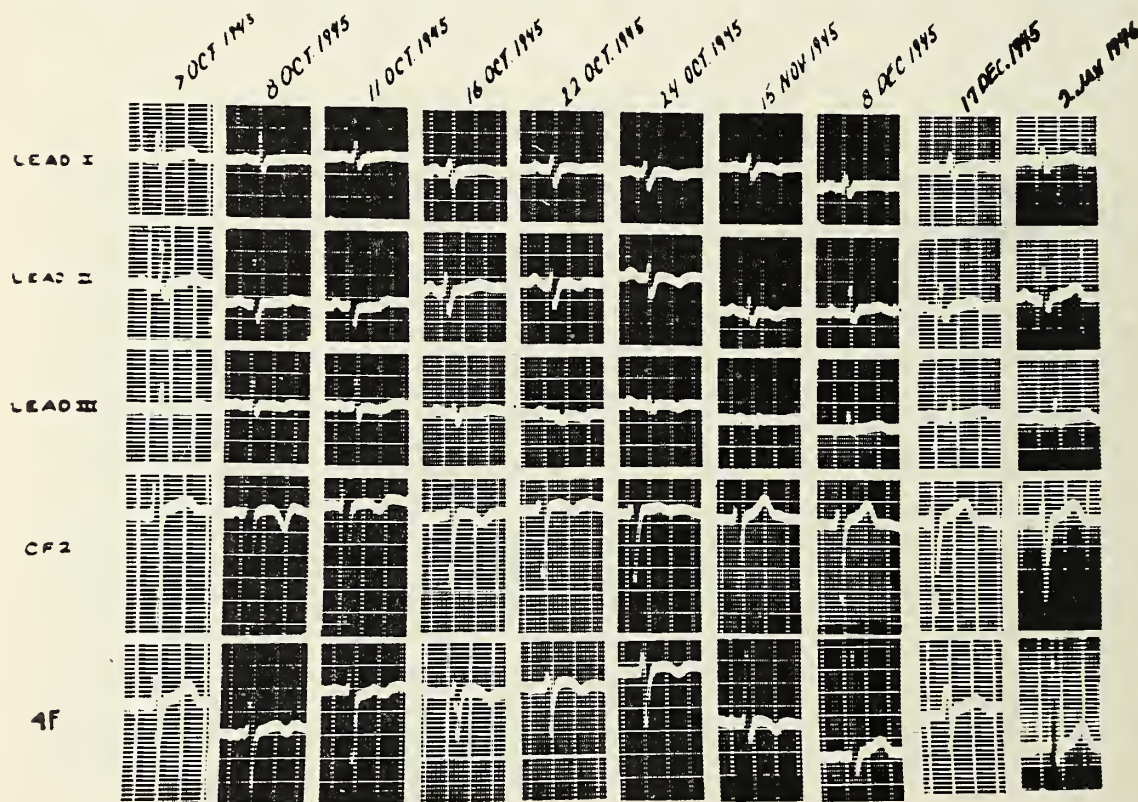 7 OCT 1943
8 OCT. 1945
11 OCT. 1945
16 OCT. 1945
22 OCT. 1945
24 OCT. 1945
15 NOV 1945
8 DEC 1945
17 DEC. 1945
2. JAN 1946
LEAD I
LEAD II
LEAD III
CF2
4F